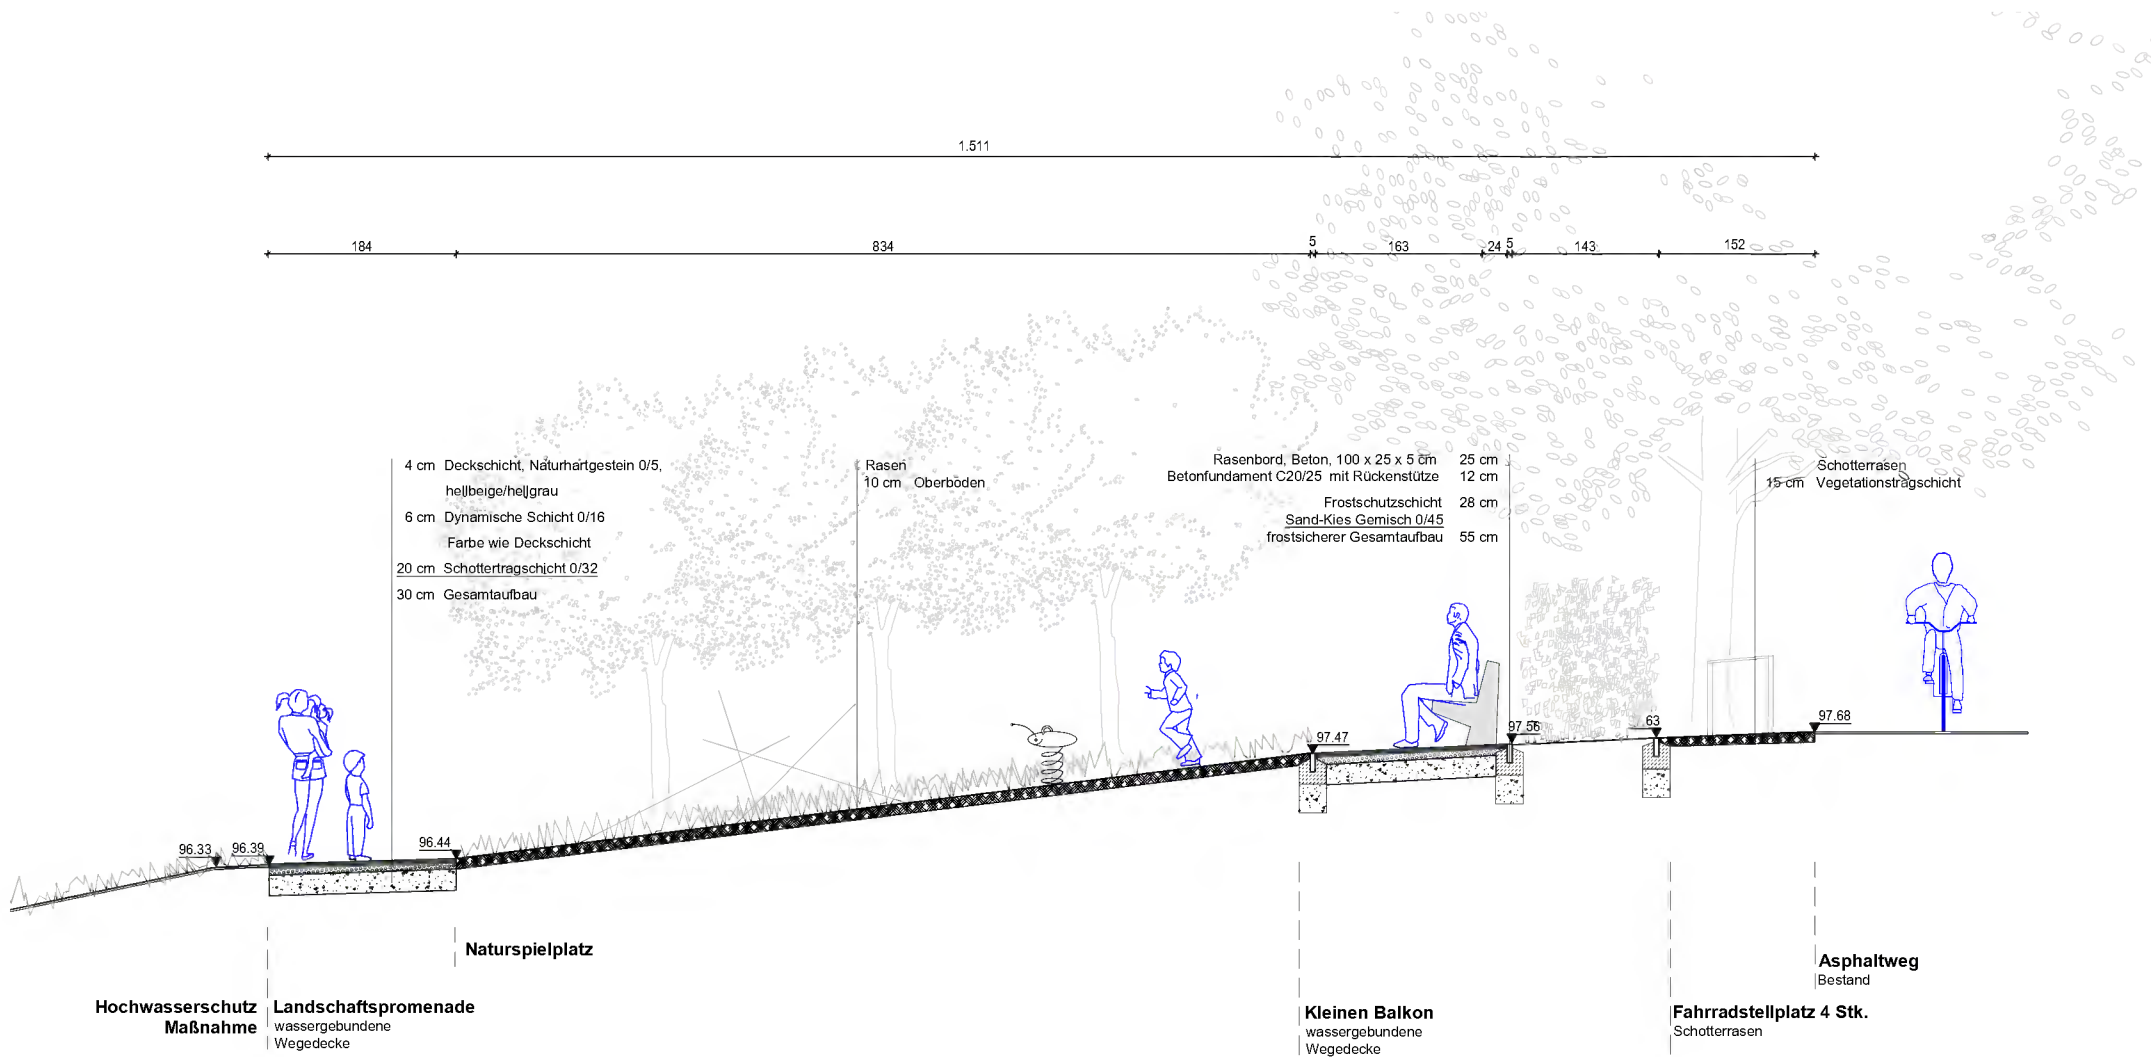 1.511
184
834
5
163
24
5
143
152
4 cm Deckschicht, Naturhartgestein 0/5,
hellbeige/hellgrau
6 cm Dynamische Schicht 0/16
Farbe wie Deckschicht
20 cm Schottertragschicht 0/32
30 cm Gesamtaufbau
Rasen
10 cm Oberboden
Rasenbord, Beton, 100 x 25 x 5 cm 25 cm
Betonfundament C20/25 mit Rückenstütze 12 cm
Frostschutzschicht 28 cm
Sand-Kies Gemisch 0/45
frostsicherer Gesamtaufbau 55 cm
Schotterrasen
15 cm Vegetationstragschicht
96.33
96.39
96.44
97.47
97.56
.63
97.68
Naturspielplatz
Hochwasserschutz
Maßnahme
Landschaftspromenade
wassergebundene
Wegedecke
Kleinen Balkon
wassergebundene
Wegedecke
Asphaltweg
Bestand
Fahrradstellplatz 4 Stk.
Schotterrasen